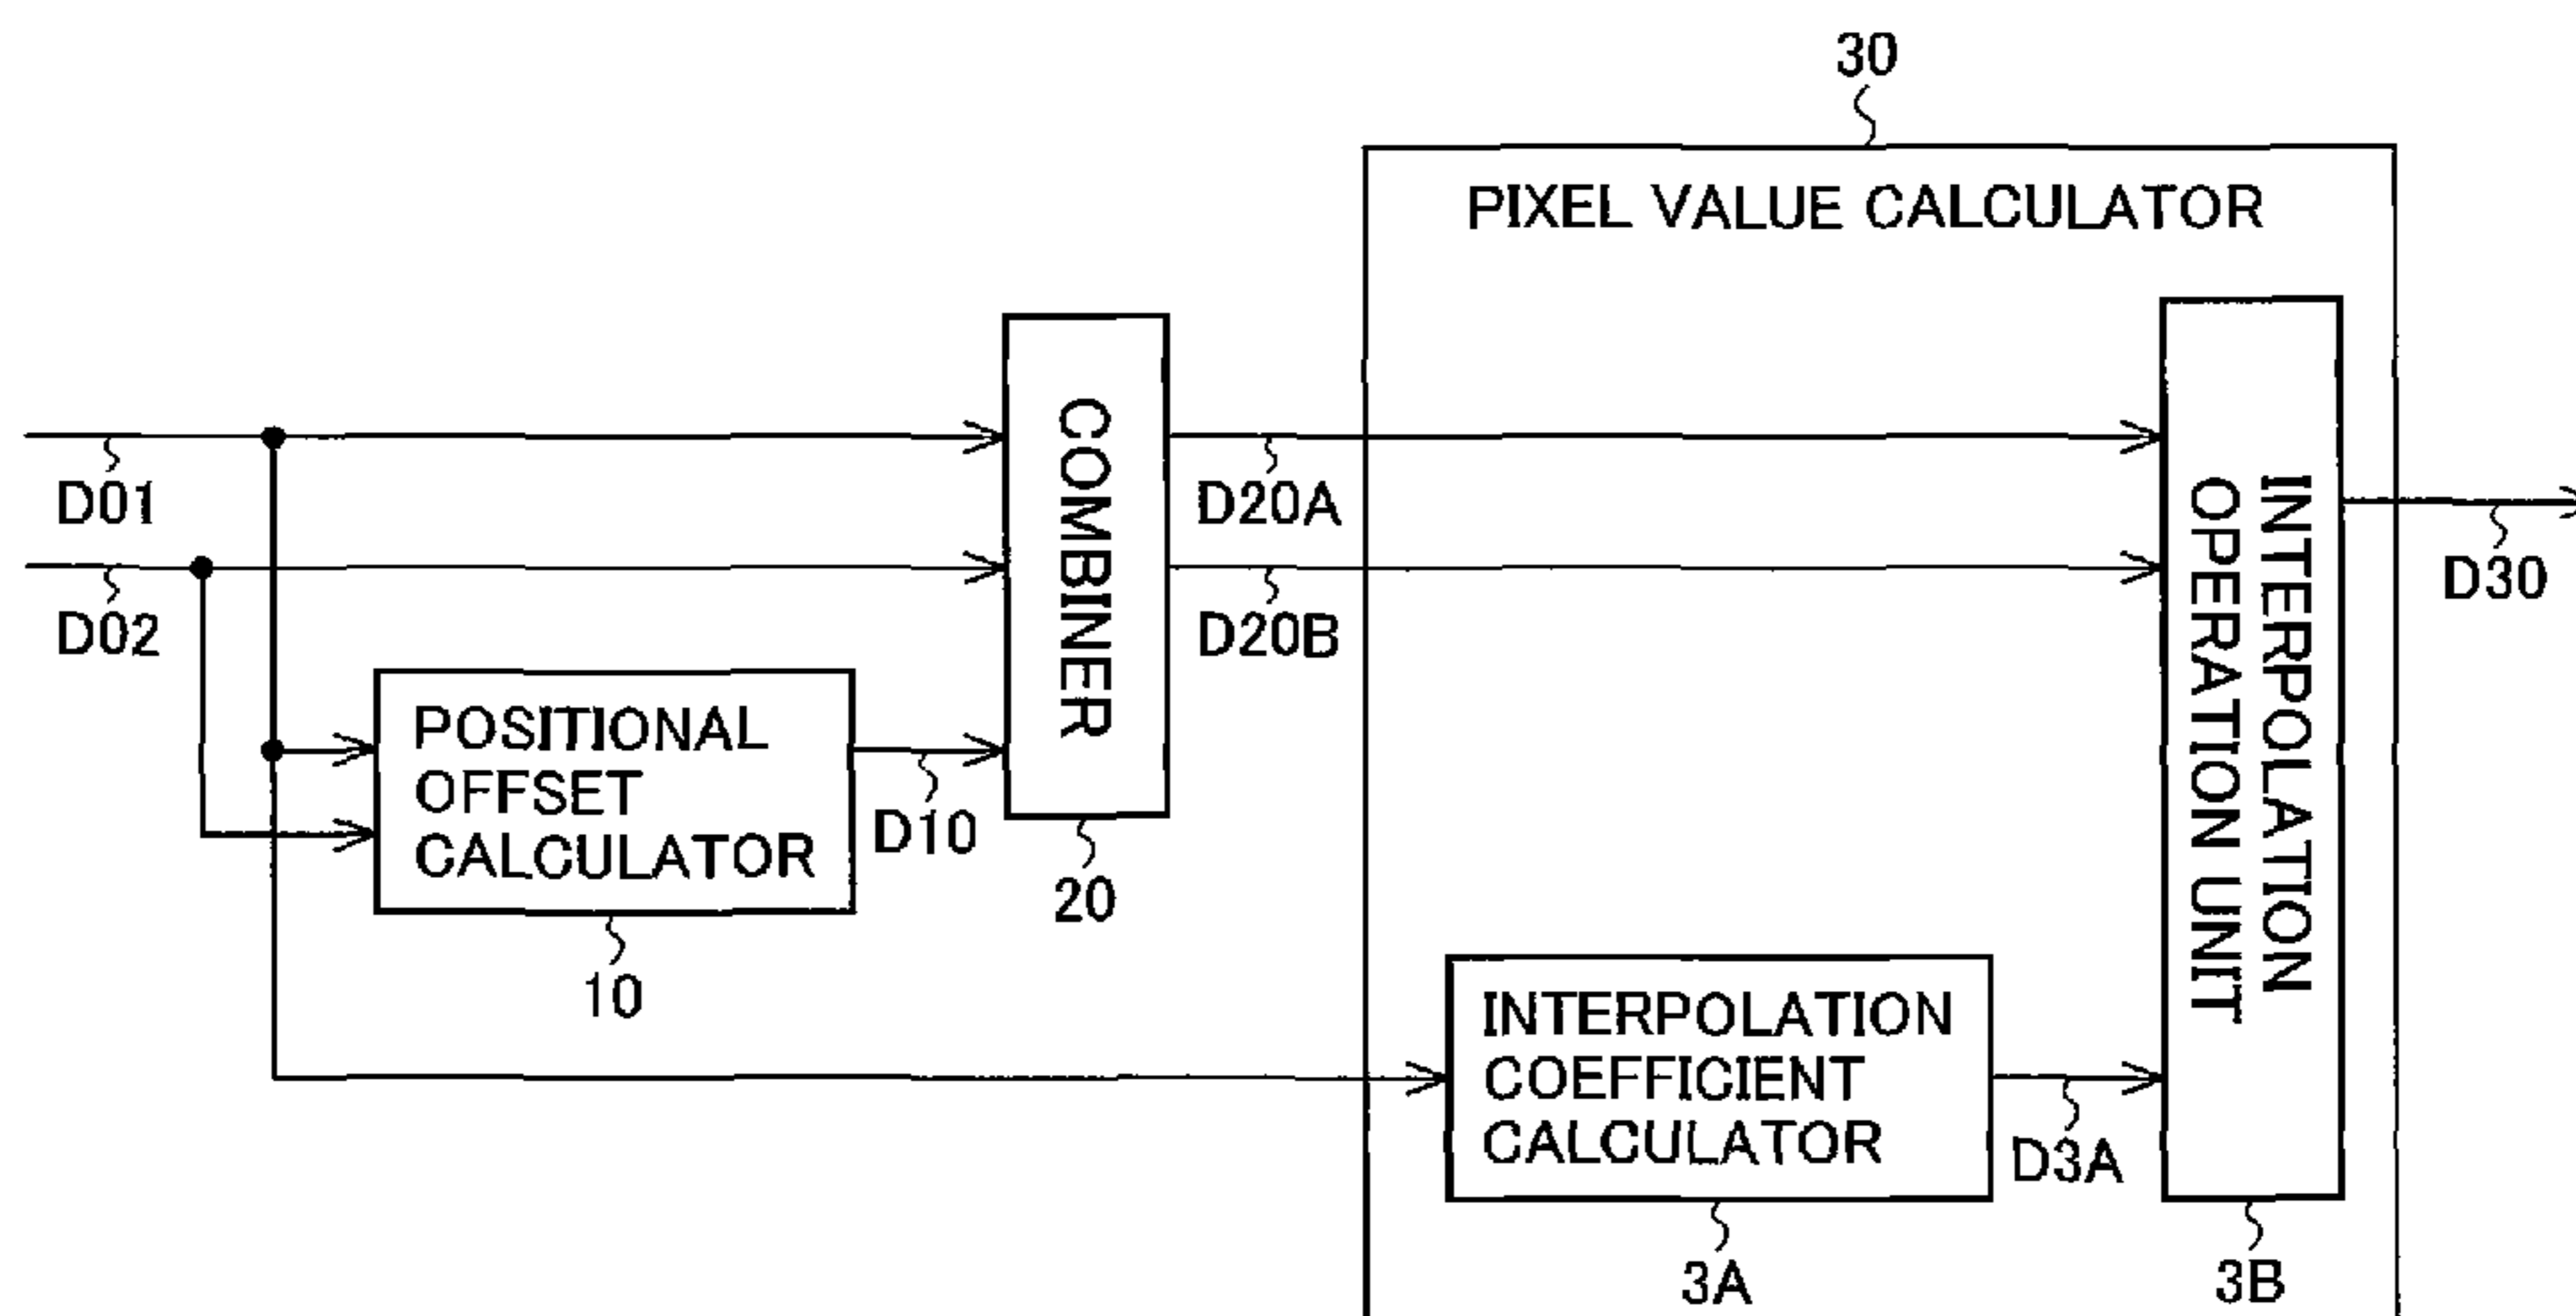 30
PIXEL VALUE CALCULATOR
COMBINER
D01
D20A
INTERPOLATION
OPERATION UNIT
D30
D02
D20B
POSITIONAL
OFFSET
CALCULATOR
D10
20
10
INTERPOLATION
COEFFICIENT
CALCULATOR
D3A
3A
3B